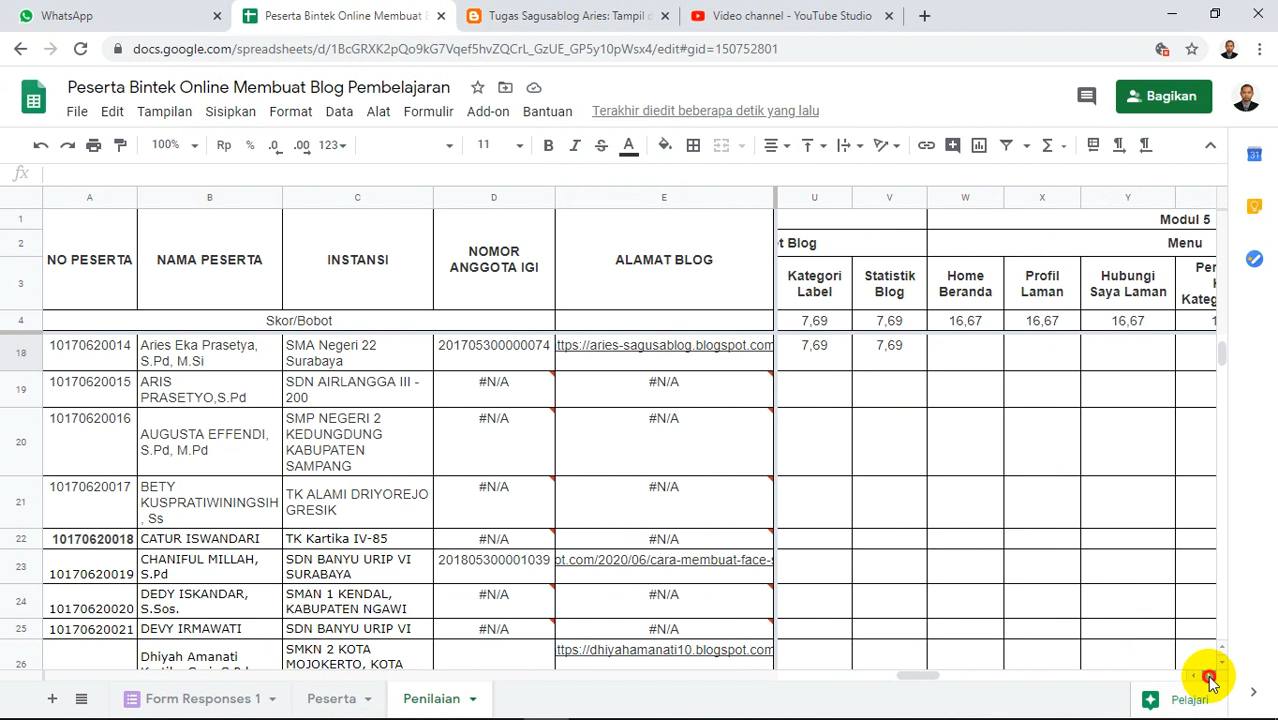 WhatsApp
Peserta Bintek Online Membuat B
Tugas Sagusablog Aries: Tampil d
Video channel - YouTube Studio
docs.google.com/spreadsheets/d/1BcGRXK2pQo9kG7Vqef5hvZQCrL_GzUE_GP5y10pWsx4/edit#gid=150752801
Peserta Bintek Online Membuat Blog Pembelajaran
File Edit Tampilan Sisipkan Format Data Alat Formulir Add-on Bantuan Terakhir diedit beberapa detik yang lalu
Bagikan
100% Rp % .0 .00 123 11 B I S A
fx
A B C D E U V W X Y
1 Modul 5
2 t Blog Menu
3 NO PESERTA NAMA PESERTA INSTANSI NOMOR ANGGOTA IGI ALAMAT BLOG Kategori Label Statistik Blog Home Beranda Profil Laman Hubungi Saya Laman
4 Skor/Bobot 7,69 7,69 16,67 16,67 16,67 1
18 10170620014 Aries Eka Prasetya, S.Pd, M.Si SMA Negeri 22 Surabaya 201705300000074 ttps://aries-sagusablog.blogspot.com 7,69 7,69
19 10170620015 ARIS PRASETYO,S.Pd SDN AIRLANGGA III - 200 #N/A #N/A
20 10170620016 AUGUSTA EFFENDI, S.Pd, M.Pd SMP NEGERI 2 KEDUNGDUNG KABUPATEN SAMPANG #N/A #N/A
21 10170620017 BETY KUSPRATIWININGSIH , Ss TK ALAMI DRIYOREJO GRESIK #N/A #N/A
22 10170620018 CATUR ISWANDARI TK Kartika IV-85 #N/A #N/A
23 10170620019 CHANIFUL MILLAH, S.Pd SDN BANYU URIP VI SURABAYA 201805300001039 ot.com/2020/06/cara-membuat-face-s
24 10170620020 DEDY ISKANDAR, S.Sos. SMAN 1 KENDAL, KABUPATEN NGAWI #N/A #N/A
25 10170620021 DEVY IRMAWATI SDN BANYU URIP VI #N/A #N/A
26 Dhiyah Amanati SMKN 2 KOTA MOJOKERTO, KOTA ttps://dhiyahamanati10.blogspot.com
Form Responses 1 Peserta Penilaian
Pelajari
31